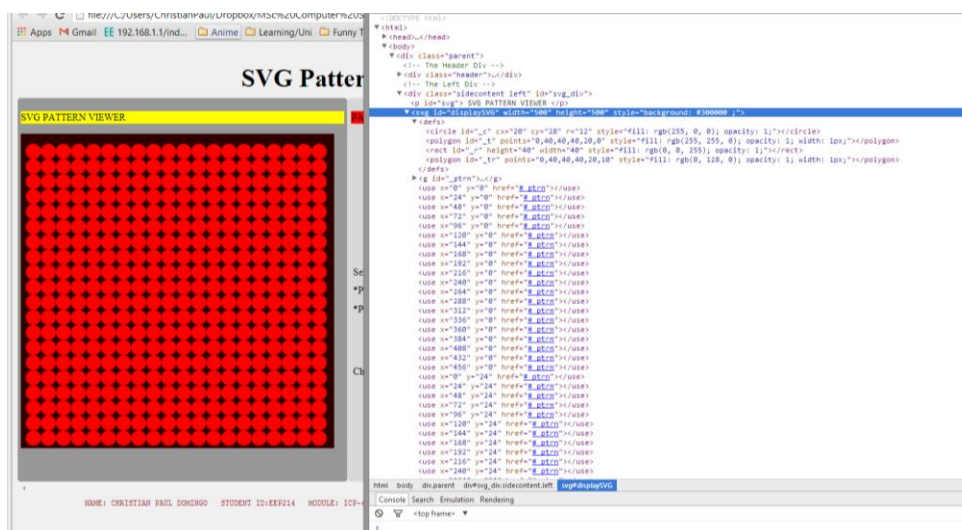 file:///C:/Users/ChristianPaul/Dropbox/MSc%20Computer%20S
Apps Gmail 192.168.1.1/ind... Anime Learning/Uni Funny T
SVG Patter
SVG PATTERN VIEWER
Se
*P
*P
Ch
NAME: CHRISTIAN PAUL DOMINGO STUDENT ID:EEP214 MODULE: ICP-4
<!DOCTYPE html>
▼<html>
▶<head>…</head>
▼<body>
▼<div class="parent">
<!-- The Header Div -->
▶<div class="header">…</div>
<!-- The Left Div -->
▼<div class="sidecontent left" id="svg_div">
<p id="svg"> SVG PATTERN VIEWER </p>
▼<svg id="displaySVG" width="500" height="500" style="background: #300000 ;">
▼<defs>
<circle id="_c" cx="20" cy="28" r="12" style="fill: rgb(255, 0, 0); opacity: 1;"></circle>
<polygon id="_t" points="0,40,40,40,20,0" style="fill: rgb(255, 255, 0); opacity: 1; width: 1px;"></polygon>
<rect id="_r" height="40" width="40" style="fill: rgb(0, 0, 255); opacity: 1;"></rect>
<polygon id="_tr" points="0,40,40,40,20,10" style="fill: rgb(0, 128, 0); opacity: 1; width: 1px;"></polygon>
</defs>
▶<g id="_ptrn">…</g>
<use x="0" y="0" href="#_ptrn"></use>
<use x="24" y="0" href="#_ptrn"></use>
<use x="48" y="0" href="#_ptrn"></use>
<use x="72" y="0" href="#_ptrn"></use>
<use x="96" y="0" href="#_ptrn"></use>
<use x="120" y="0" href="#_ptrn"></use>
<use x="144" y="0" href="#_ptrn"></use>
<use x="168" y="0" href="#_ptrn"></use>
<use x="192" y="0" href="#_ptrn"></use>
<use x="216" y="0" href="#_ptrn"></use>
<use x="240" y="0" href="#_ptrn"></use>
<use x="264" y="0" href="#_ptrn"></use>
<use x="288" y="0" href="#_ptrn"></use>
<use x="312" y="0" href="#_ptrn"></use>
<use x="336" y="0" href="#_ptrn"></use>
<use x="360" y="0" href="#_ptrn"></use>
<use x="384" y="0" href="#_ptrn"></use>
<use x="408" y="0" href="#_ptrn"></use>
<use x="432" y="0" href="#_ptrn"></use>
<use x="456" y="0" href="#_ptrn"></use>
<use x="0" y="24" href="#_ptrn"></use>
<use x="24" y="24" href="#_ptrn"></use>
<use x="48" y="24" href="#_ptrn"></use>
<use x="72" y="24" href="#_ptrn"></use>
<use x="96" y="24" href="#_ptrn"></use>
<use x="120" y="24" href="#_ptrn"></use>
<use x="144" y="24" href="#_ptrn"></use>
<use x="168" y="24" href="#_ptrn"></use>
<use x="192" y="24" href="#_ptrn"></use>
<use x="216" y="24" href="#_ptrn"></use>
<use x="240" y="24" href="#_ptrn"></use>
html body div.parent div#svg_div.sidecontent.left svg#displaySVG
Console Search Emulation Rendering
<top frame> ▼